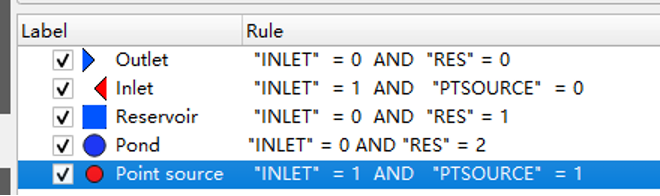 Label Rule
Outlet "INLET" = 0 AND "RES" = 0
Inlet "INLET" = 1 AND "PTSOURCE" = 0
Reservoir "INLET" = 0 AND "RES" = 1
Pond "INLET" = 0 AND "RES" = 2
Point source "INLET" = 1 AND "PTSOURCE" = 1